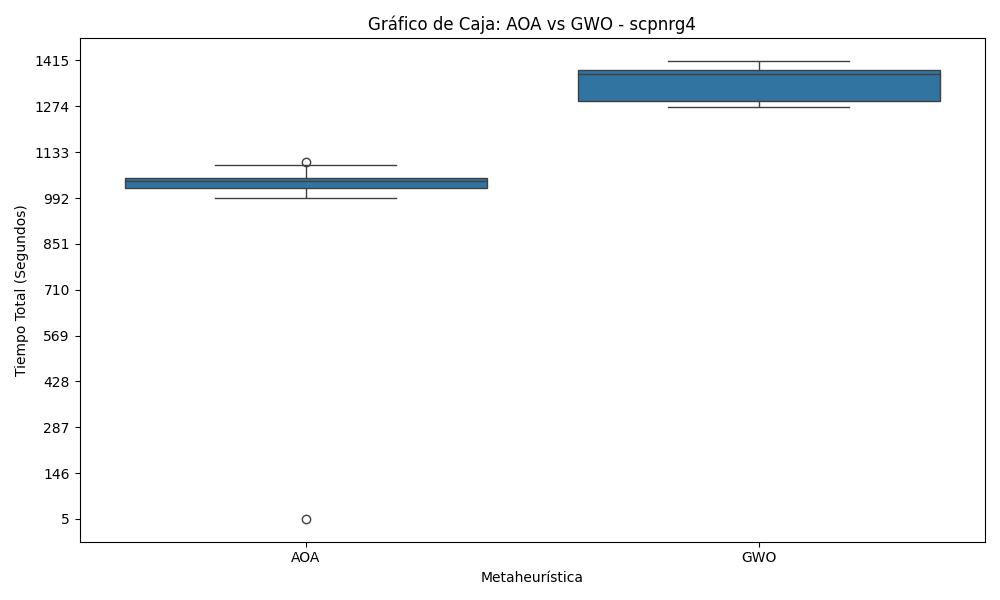 Gráfico de Caja: AOA vs GWO - scpnrg4
Tiempo Total (Segundos)
1415
1274
1133
992
851
710
569
428
287
146
5
AOA
GWO
Metaheurística